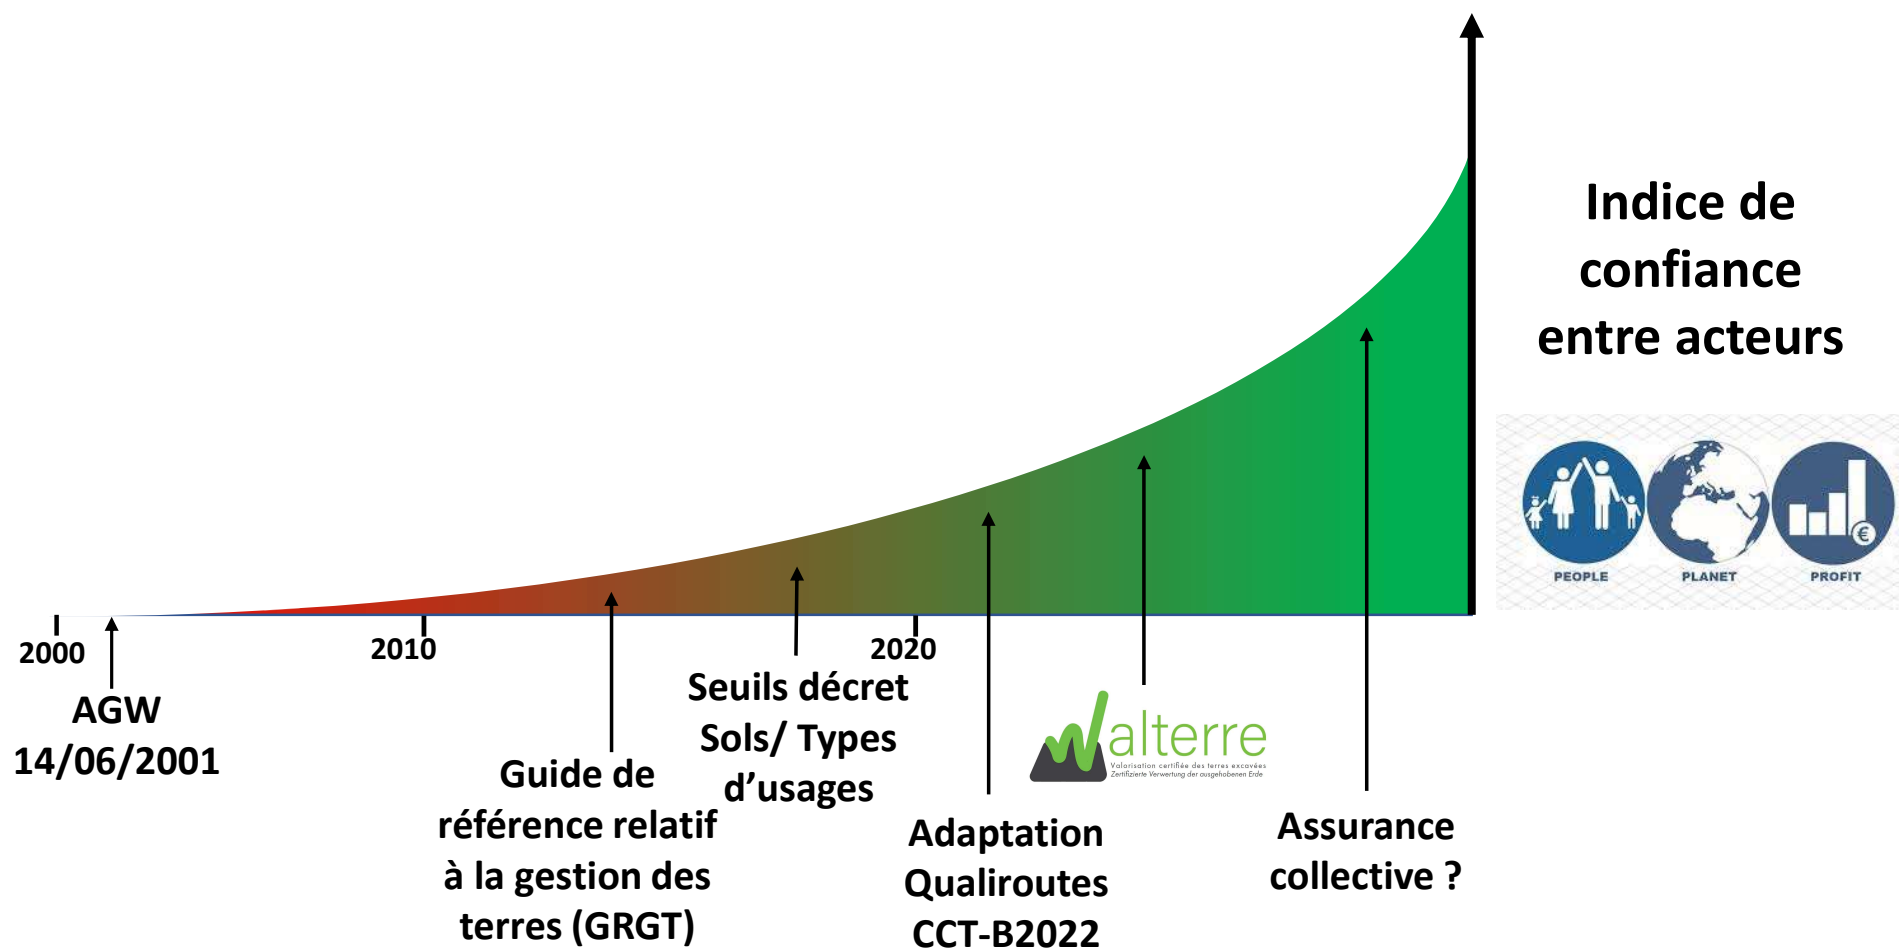 Indice de
confiance
entre acteurs
PEOPLE
PLANET
PROFIT
€
2000
2010
2020
AGW
14/06/2001
Guide de
référence relatif
à la gestion des
terres (GRGT)
Seuils décret
Sols/ Types
d’usages
Adaptation
Qualiroutes
CCT-B2022
Walterre
Valorisation certifiée des terres excavées
Zertifizierte Verwertung der ausgehobenen Erde
Assurance
collective ?